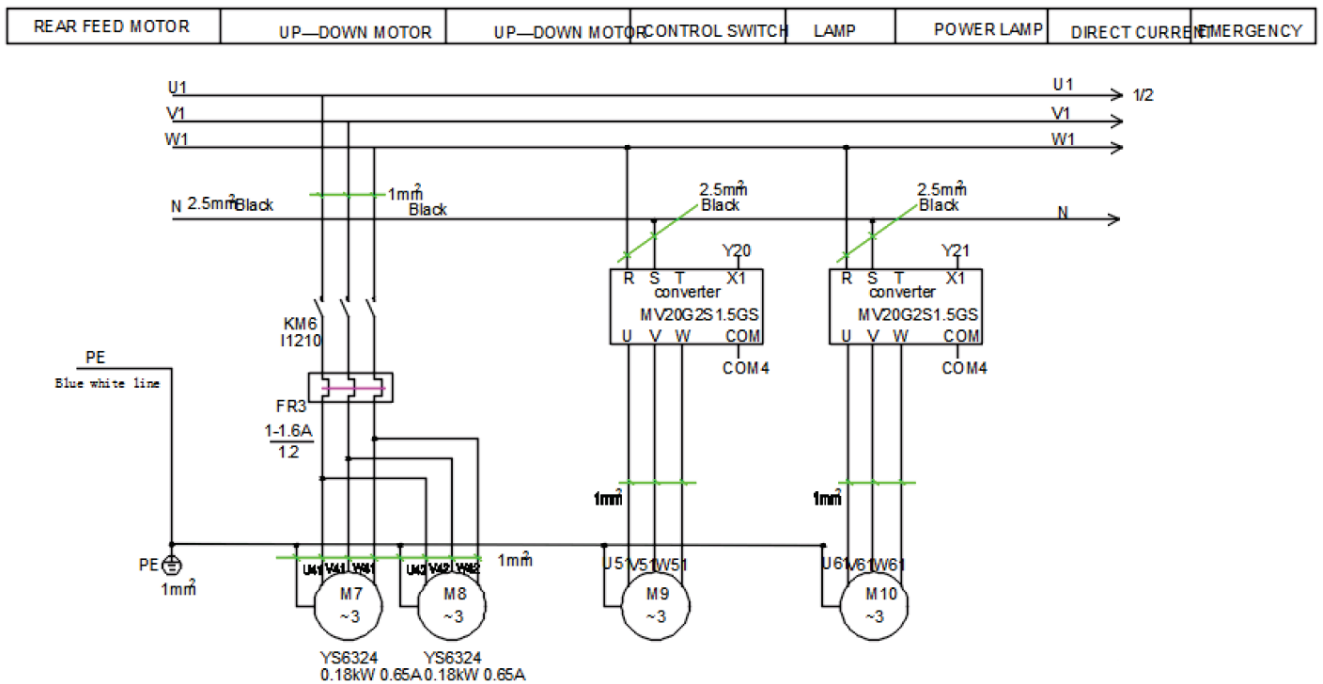 REAR FEED MOTOR
UP—DOWN MOTOR
UP—DOWN MOTOR
CONTROL SWITCH
LAMP
POWER LAMP
DIRECT CURRENT
EMERGENCY
U1
U1
1/2
V1
V1
W1
W1
1mm²
Black
2.5mm²
Black
2.5mm²
Black
N 2.5mm² Black
N
Y20
Y21
R S T X1
converter
MV20G2S1.5GS
U V W COM
COM4
R S T X1
converter
MV20G2S1.5GS
U V W COM
COM4
KM6
I1210
PE
Blue white line
FR3
1-1.6A
1.2
1mm²
1mm²
PE
1mm²
1mm²
U41 V41 W41
U42 V42 W42
U51 V51 W51
U61 V61 W61
M7
~3
M8
~3
M9
~3
M10
~3
YS6324
0.18kW 0.65A
YS6324
0.18kW 0.65A